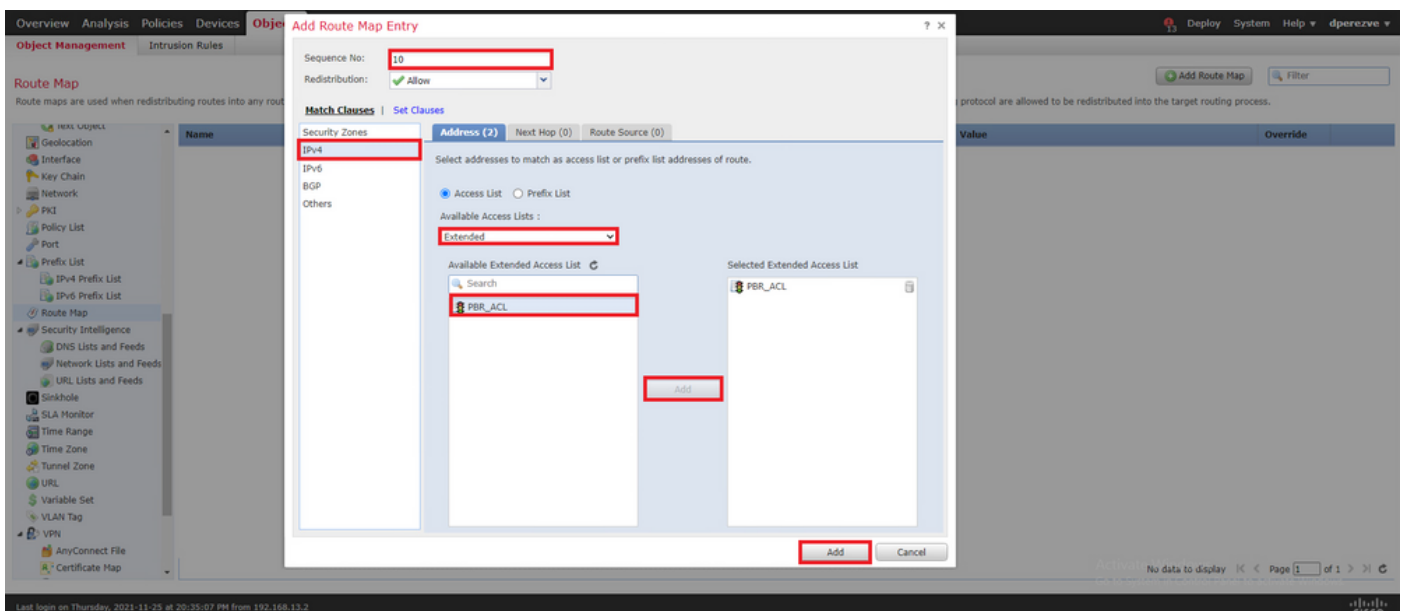 Overview Analysis Policies Devices Obje
13 Deploy System Help dperezve
Object Management Intrusion Rules
Route Map
Add Route Map Filter
Route maps are used when redistributing routes into any rout
protocol are allowed to be redistributed into the target routing process.
Text Object
Geolocation
Interface
Key Chain
Network
PKI
Policy List
Port
Prefix List
IPv4 Prefix List
IPv6 Prefix List
Route Map
Security Intelligence
DNS Lists and Feeds
Network Lists and Feeds
URL Lists and Feeds
Sinkhole
SLA Monitor
Time Range
Time Zone
Tunnel Zone
URL
Variable Set
VLAN Tag
VPN
AnyConnect File
Certificate Map
Name
Value Override
Add Route Map Entry ? ×
Sequence No: 10
Redistribution: Allow
Match Clauses | Set Clauses
Security Zones
IPv4
IPv6
BGP
Others
Address (2) Next Hop (0) Route Source (0)
Select addresses to match as access list or prefix list addresses of route.
Access List Prefix List
Available Access Lists :
Extended
Available Extended Access List
Search
PBR_ACL
Add
Selected Extended Access List
PBR_ACL
Add Cancel
No data to display |< < Page 1 of 1 > >|
Last login on Thursday, 2021-11-25 at 20:35:07 PM from 192.168.13.2